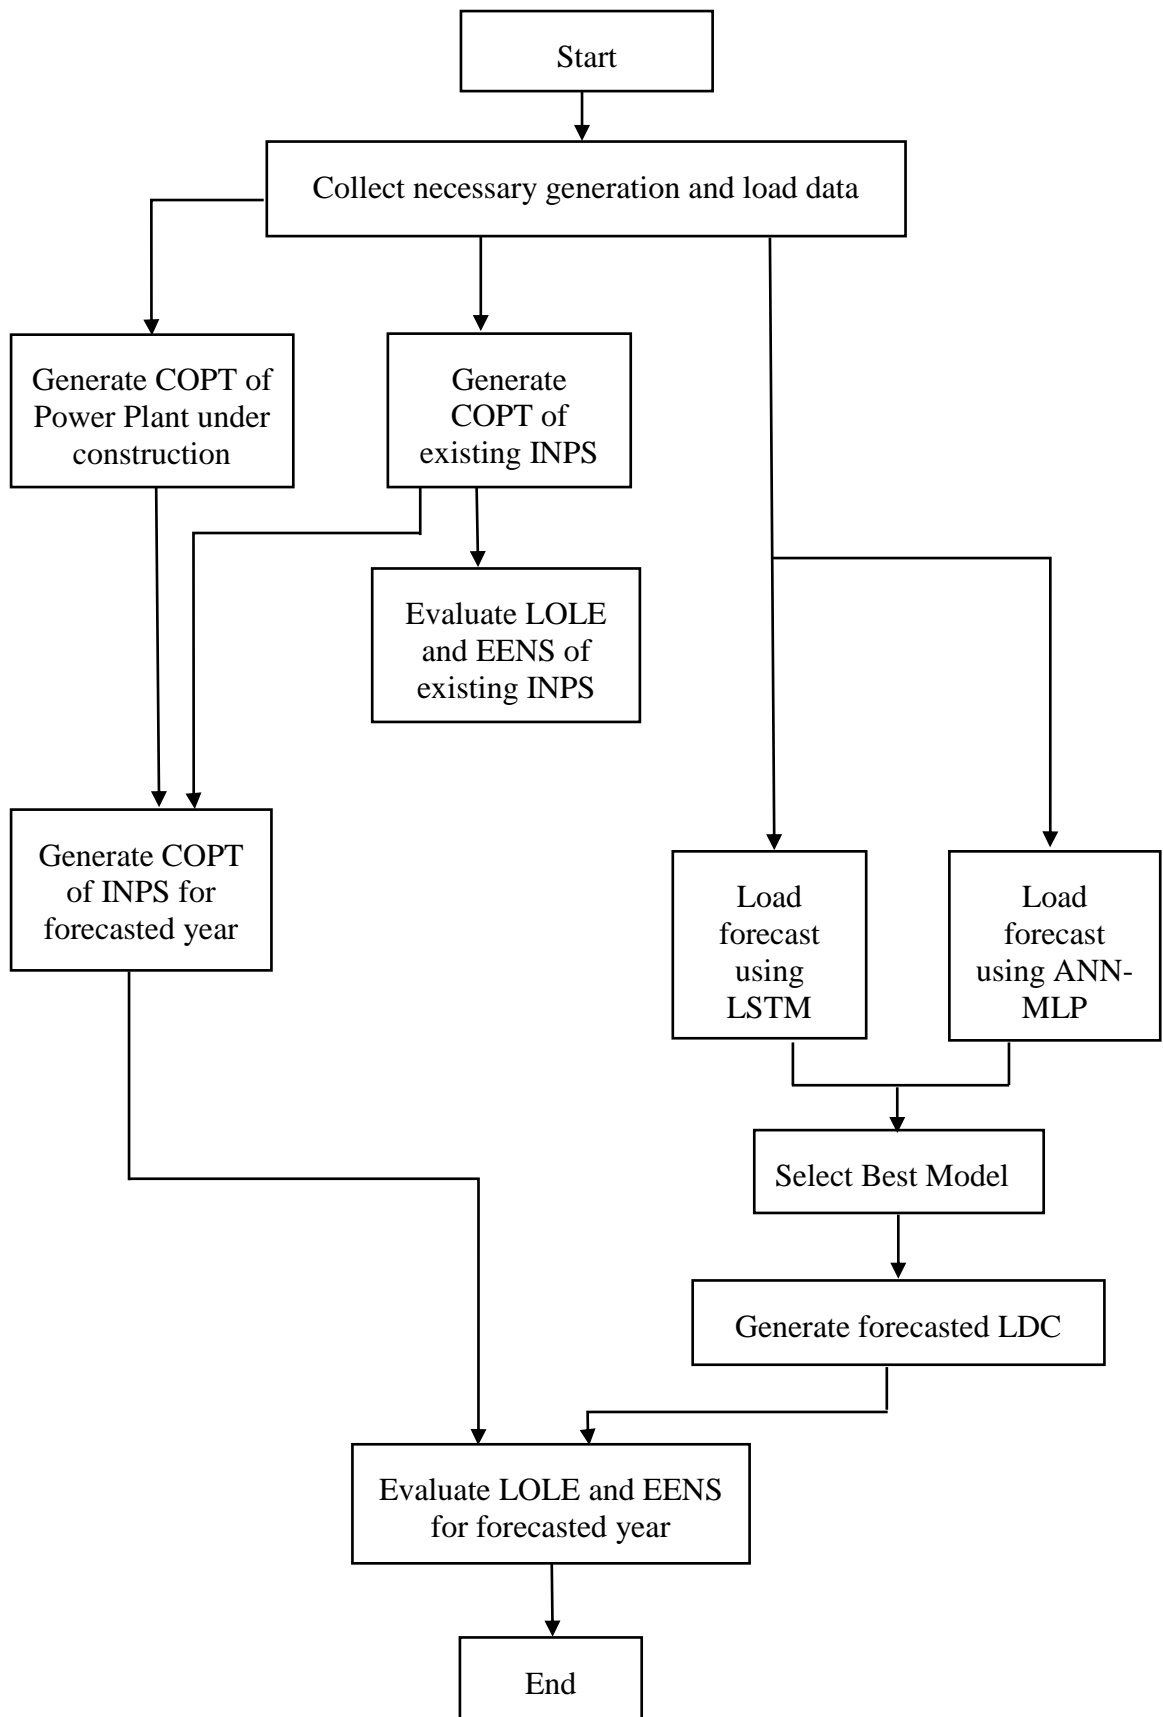 Start
Collect necessary generation and load data
Generate COPT of
Power Plant under
construction
Generate
COPT of
existing INPS
Evaluate LOLE
and EENS of
existing INPS
Generate COPT
of INPS for
forecasted year
Load
forecast
using
LSTM
Load
forecast
using ANN-
MLP
Select Best Model
Generate forecasted LDC
Evaluate LOLE and EENS
for forecasted year
End